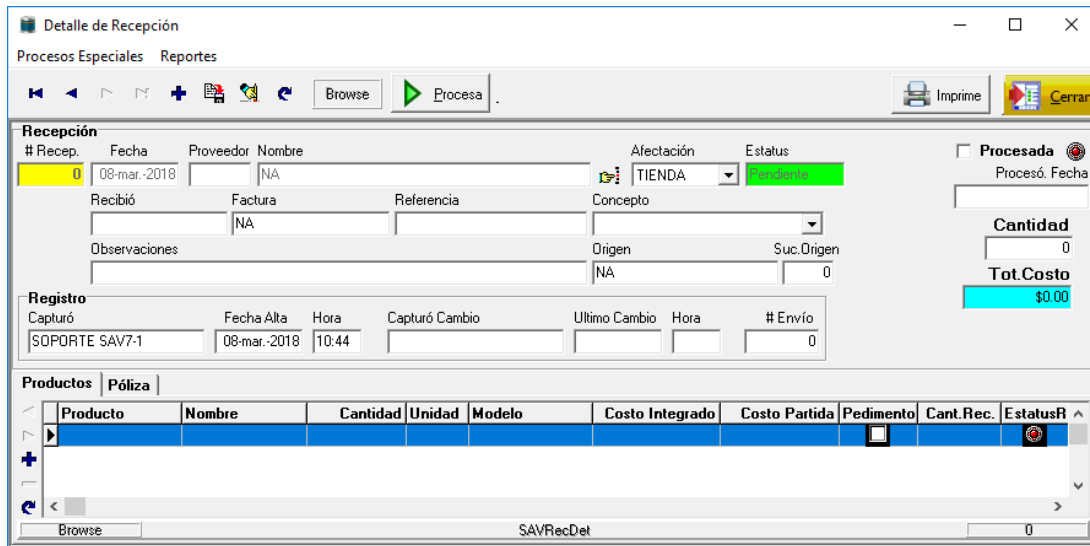 Detalle de Recepción
Procesos Especiales Reportes
Browse Procesa . Imprime Cerrar
Recepción
# Recep. Fecha Proveedor Nombre Afectación Estatus Procesada
0 08-mar.-2018 NA TIENDA Pendiente Procesó. Fecha
Recibió Factura Referencia Concepto
NA Cantidad
Observaciones Origen Suc.Origen 0
NA 0 Tot.Costo
Registro $0.00
Capturó Fecha Alta Hora Capturó Cambio Ultimo Cambio Hora # Envío
SOPORTE SAV7-1 08-mar.-2018 10:44 0
Productos Póliza
Producto Nombre Cantidad Unidad Modelo Costo Integrado Costo Partida Pedimento Cant.Rec. EstatusR
Browse SAVRecDet 0